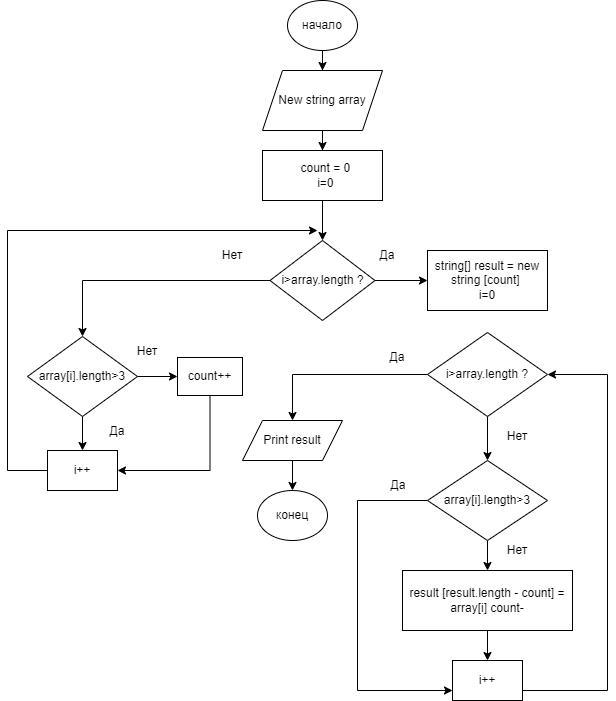 начало
New string array
count = 0
i=0
Нет
Да
i>array.length ?
string[] result = new
string [count]
i=0
array[i].length>3
Нет
count++
Да
i++
Да
i>array.length ?
Print result
Нет
конец
Да
array[i].length>3
Нет
result [result.length - count] =
array[i] count-
i++